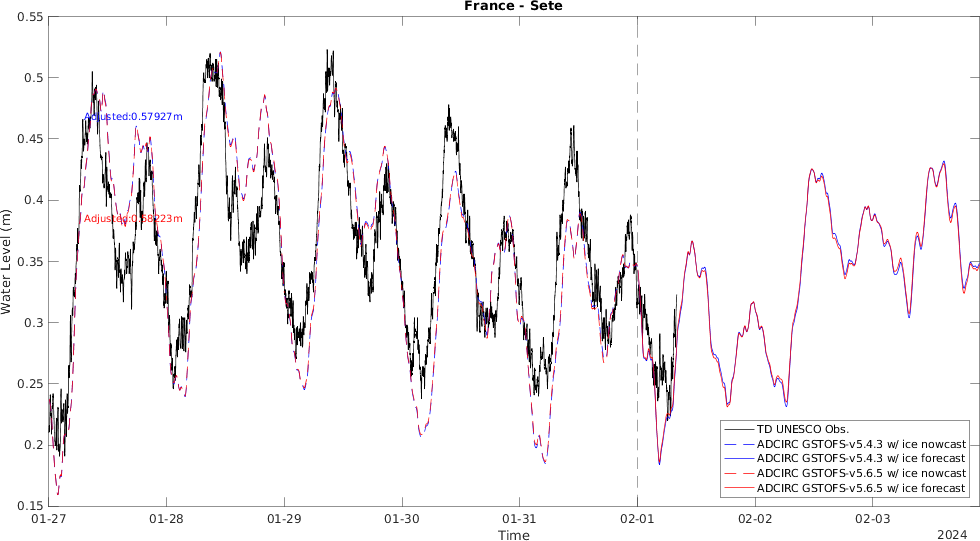 France - Sete
Water Level (m)
0.55
0.5
0.45
0.4
0.35
0.3
0.25
0.2
0.15
Adjusted:0.57927m
Adjusted:0.58223m
TD UNESCO Obs.
ADCIRC GSTOFS-v5.4.3 w/ ice nowcast
ADCIRC GSTOFS-v5.4.3 w/ ice forecast
ADCIRC GSTOFS-v5.6.5 w/ ice nowcast
ADCIRC GSTOFS-v5.6.5 w/ ice forecast
01-27 01-28 01-29 01-30 01-31 02-01 02-02 02-03
Time
2024